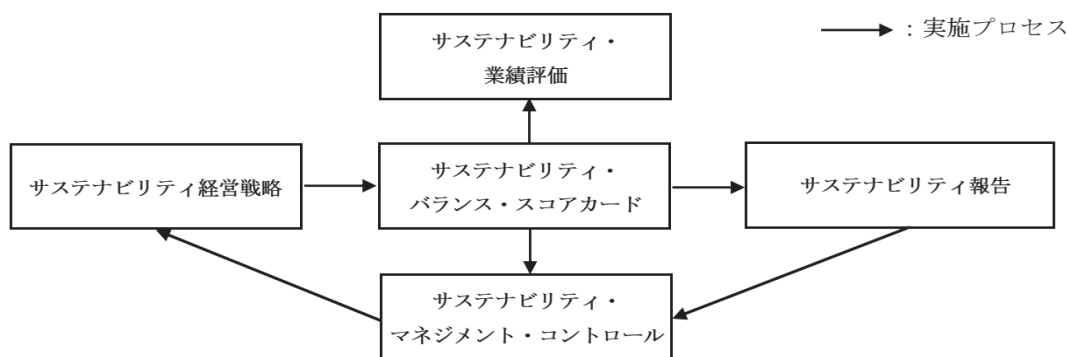 サステナビリティ・
業績評価
：実施プロセス
サステナビリティ経営戦略
サステナビリティ・
バランス・スコアカード
サステナビリティ報告
サステナビリティ・
マネジメント・コントロール